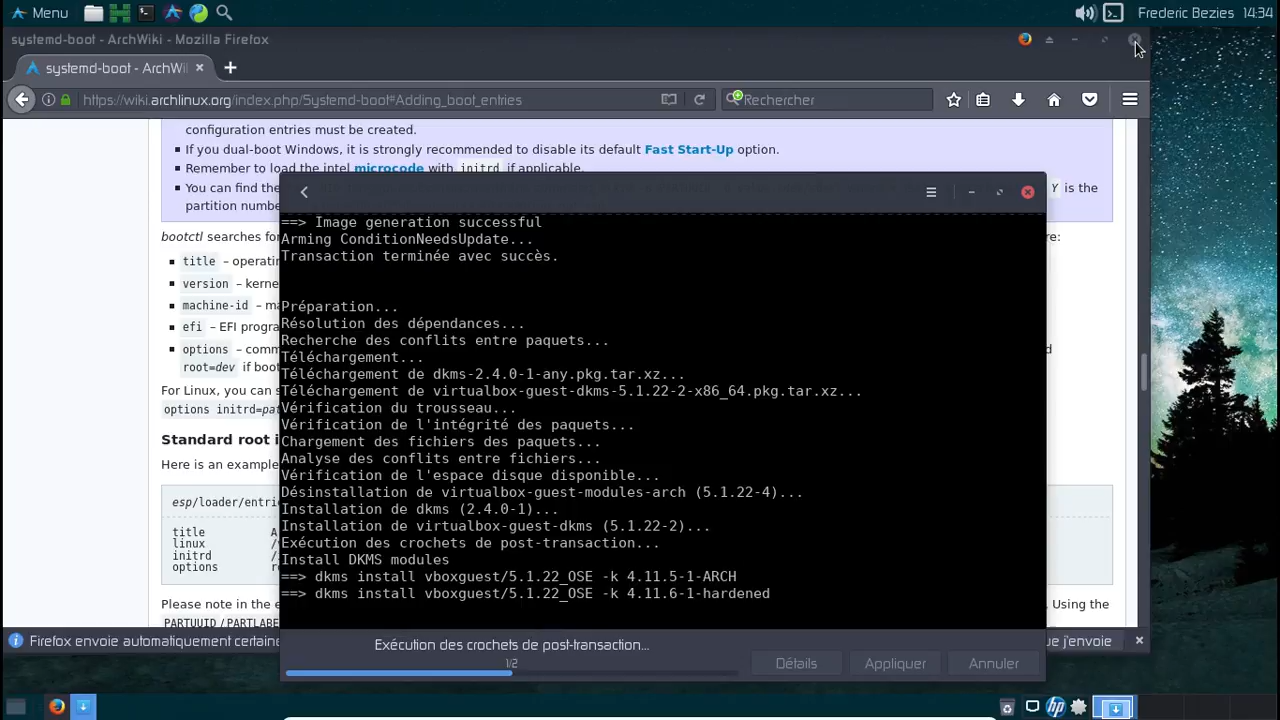 Menu
Frederic Bezies 14:34
systemd-boot - ArchWiki - Mozilla Firefox
systemd-boot - ArchWi
https://wiki.archlinux.org/index.php/Systemd-boot#Adding_boot_entries
Rechercher
configuration entries must be created.
If you dual-boot Windows, it is strongly recommended to disable its default Fast Start-Up option.
Remember to load the intel microcode with initrd if applicable.
You can find the
Y is the
partition numb
bootctl searches for
re:
title – operatin
version – kerne
machine-id – ma
efi – EFI progra
options – comm
root=dev if boot
For Linux, you can s
options initrd=pat
Standard root i
Here is an example
esp/loader/entrie
title A
linux /
initrd /
options r
Please note in the e
. Using the
PARTUUID/PARTLABE
==> Image generation successful
Arming ConditionNeedsUpdate...
Transaction terminée avec succès.
Préparation...
Résolution des dépendances...
Recherche des conflits entre paquets...
Téléchargement...
Téléchargement de dkms-2.4.0-1-any.pkg.tar.xz...
Téléchargement de virtualbox-guest-dkms-5.1.22-2-x86_64.pkg.tar.xz...
Vérification du trousseau...
Vérification de l'intégrité des paquets...
Chargement des fichiers des paquets...
Analyse des conflits entre fichiers...
Vérification de l'espace disque disponible...
Désinstallation de virtualbox-guest-modules-arch (5.1.22-4)...
Installation de dkms (2.4.0-1)...
Installation de virtualbox-guest-dkms (5.1.22-2)...
Exécution des crochets de post-transaction...
Install DKMS modules
==> dkms install vboxguest/5.1.22_OSE -k 4.11.5-1-ARCH
==> dkms install vboxguest/5.1.22_OSE -k 4.11.6-1-hardened
Firefox envoie automatiquement certaine
ue j'envoie
Exécution des crochets de post-transaction...
1/2
Détails
Appliquer
Annuler
hp